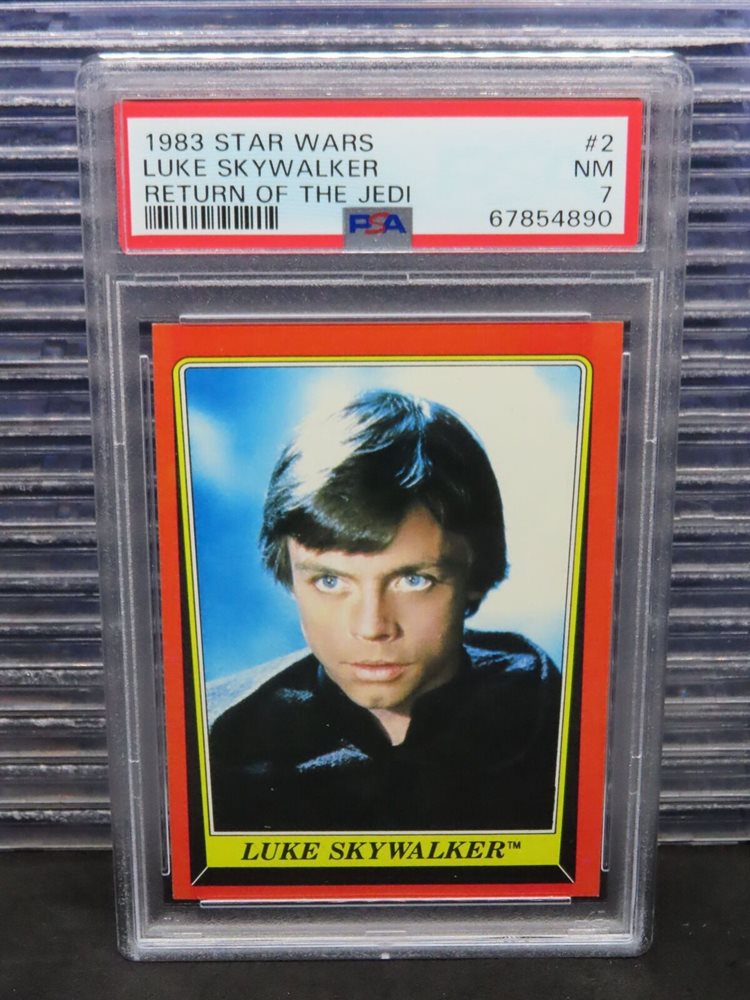 1983 STAR WARS #2
LUKE SKYWALKER NM
RETURN OF THE JEDI 7
PSA 67854890
LUKE SKYWALKER™